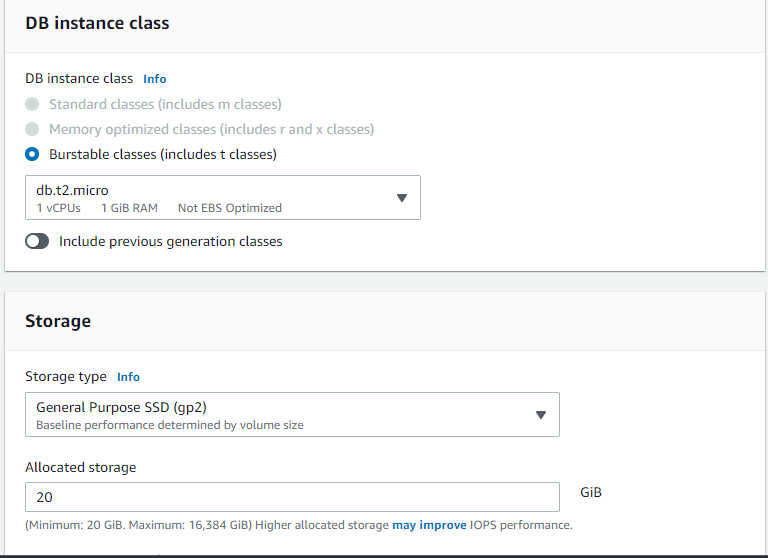 DB instance class
DB instance class Info
Standard classes (includes m classes)
Memory optimized classes (includes r and x classes)
Burstable classes (includes t classes)
db.t2.micro
1 vCPUs 1 GiB RAM Not EBS Optimized
Include previous generation classes
Storage
Storage type Info
General Purpose SSD (gp2)
Baseline performance determined by volume size
Allocated storage
20
GiB
(Minimum: 20 GiB. Maximum: 16,384 GiB) Higher allocated storage may improve IOPS performance.